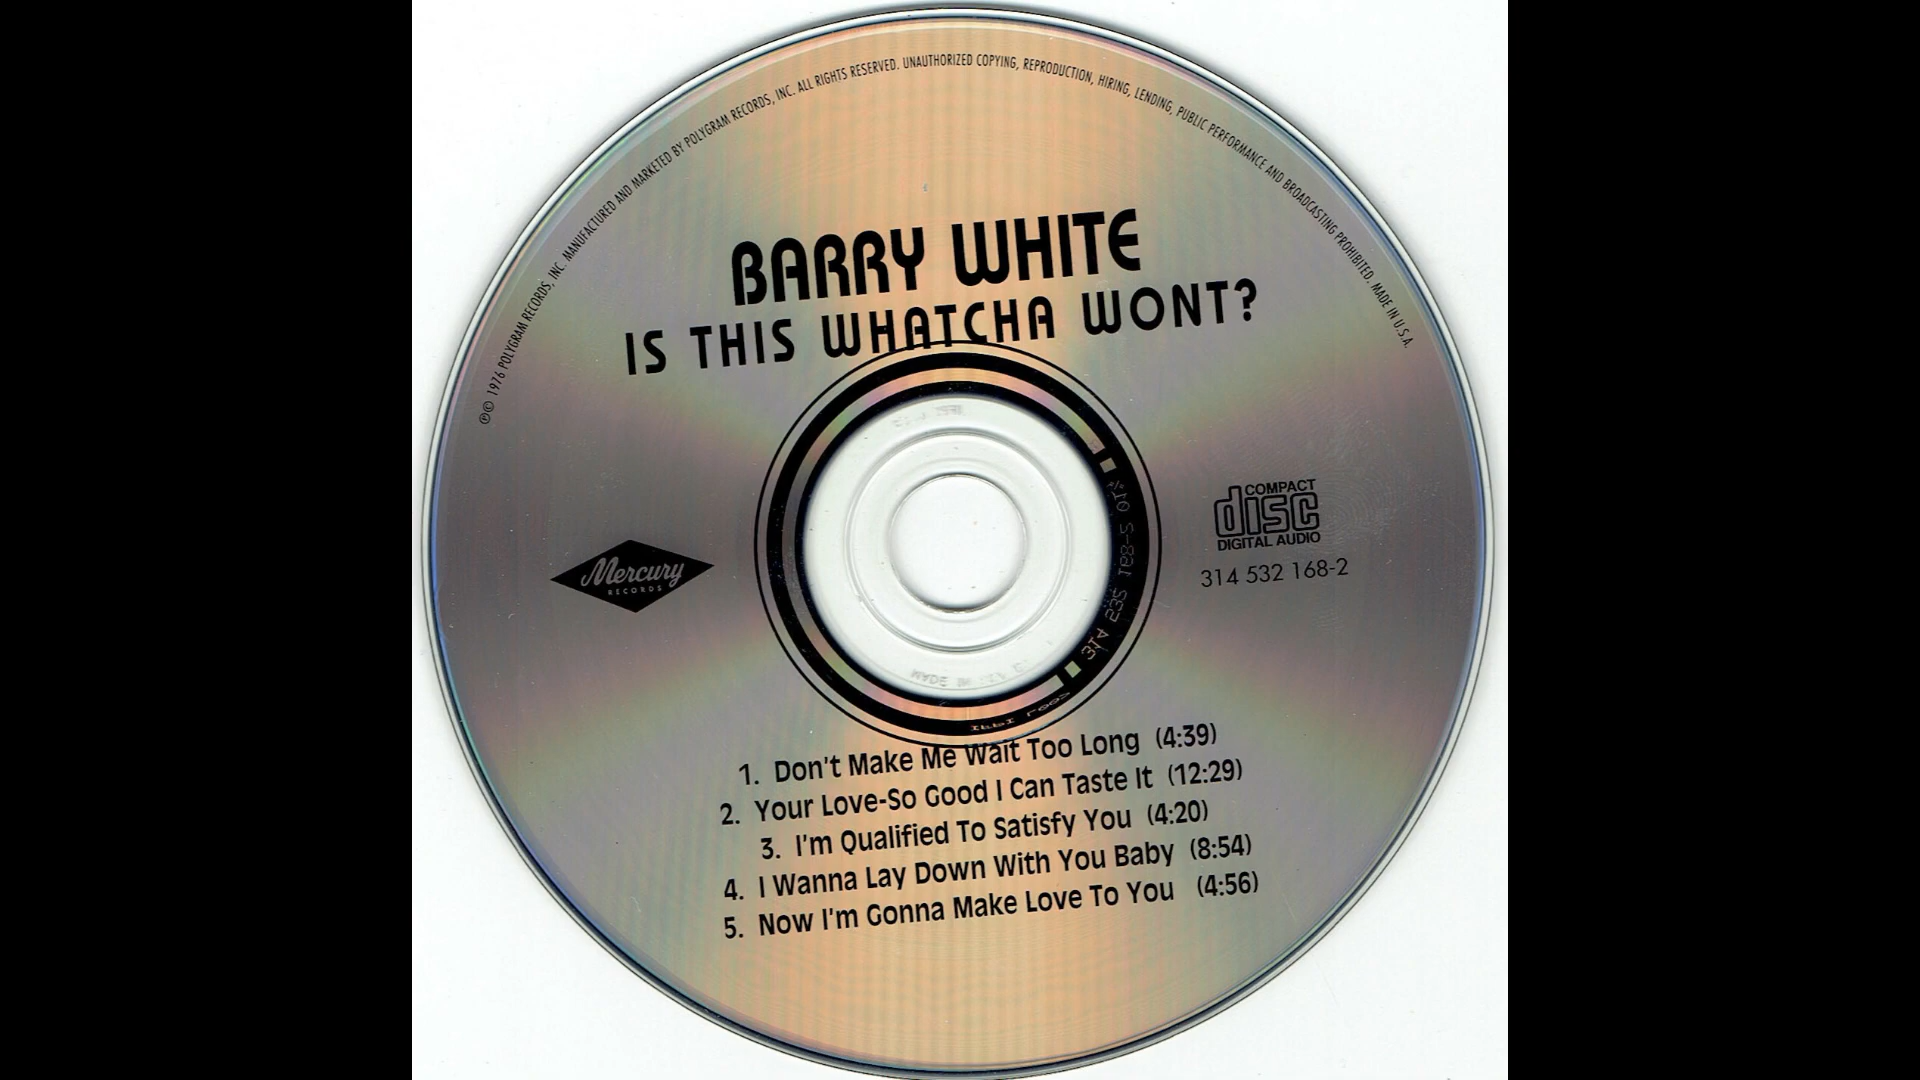 ℗© 1976 POLYGRAM RECORDS, INC. MANUFACTURED AND MARKETED BY POLYGRAM RECORDS, INC. ALL RIGHTS RESERVED. UNAUTHORIZED COPYING, REPRODUCTION, HIRING, LENDING, PUBLIC PERFORMANCE AND BROADCASTING PROHIBITED. MADE IN U.S.A.
BARRY WHITE
IS THIS WHATCHA WONT?
Mercury
RECORDS
COMPACT
disc
DIGITAL AUDIO
314 532 168-2
1. Don't Make Me Wait Too Long (4:39)
2. Your Love-So Good I Can Taste It (12:29)
3. I'm Qualified To Satisfy You (4:20)
4. I Wanna Lay Down With You Baby (8:54)
5. Now I'm Gonna Make Love To You (4:56)